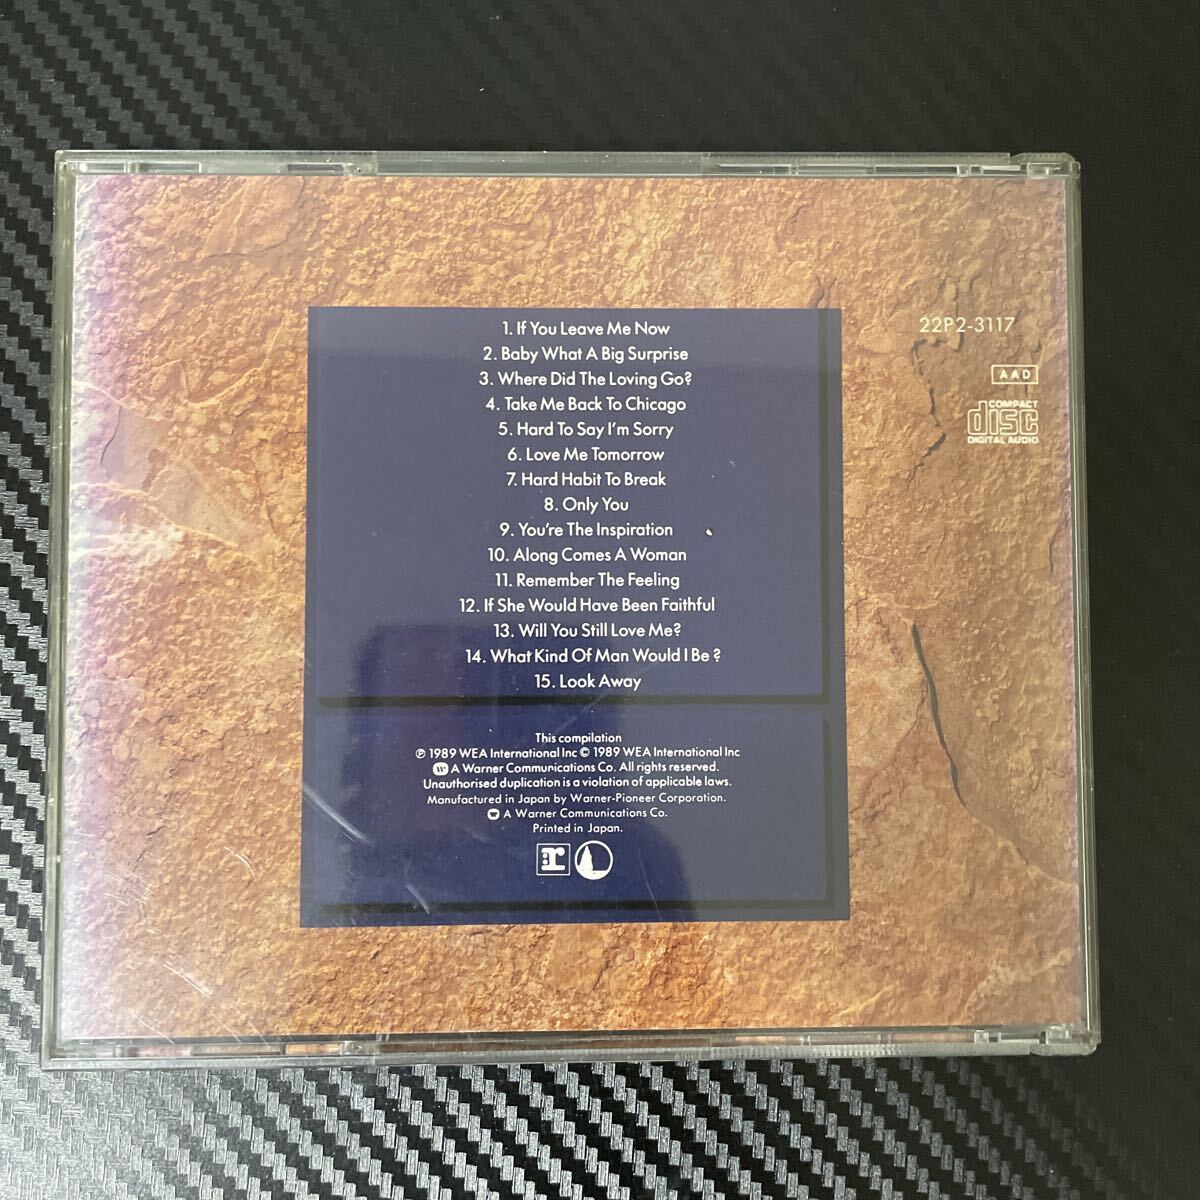 1. If You Leave Me Now
2. Baby What A Big Surprise
3. Where Did The Loving Go?
4. Take Me Back To Chicago
5. Hard To Say I'm Sorry
6. Love Me Tomorrow
7. Hard Habit To Break
8. Only You
9. You're The Inspiration
10. Along Comes A Woman
11. Remember The Feeling
12. If She Would Have Been Faithful
13. Will You Still Love Me?
14. What Kind Of Man Would I Be ?
15. Look Away
This compilation
℗ 1989 WEA International Inc © 1989 WEA International Inc
A Warner Communications Co. All rights reserved.
Unauthorised duplication is a violation of applicable laws.
Manufactured in Japan by Warner-Pioneer Corporation.
A Warner Communications Co.
Printed in Japan.
:r
22P2-3117
AAD
COMPACT
disc
DIGITAL AUDIO